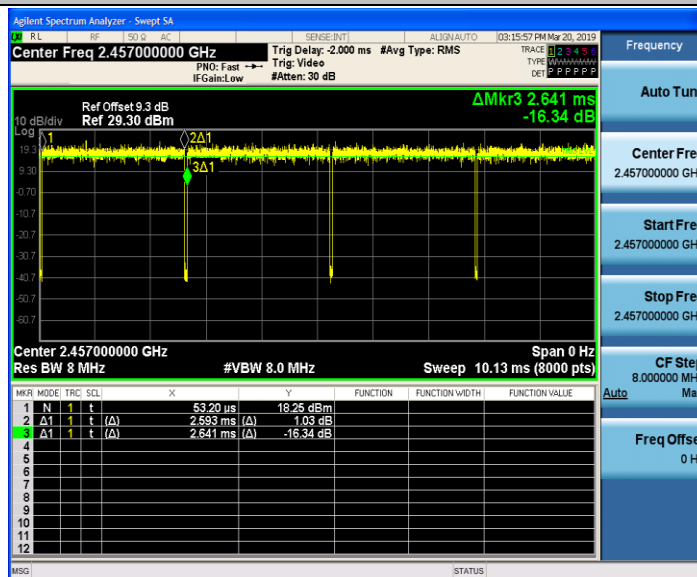 Agilent Spectrum Analyzer - Swept SA
RL RF 50 Ω AC SENSE:INT ALIGN AUTO 03:15:57 PM Mar 20, 2019
Center Freq 2.457000000 GHz
PNO: Fast
IFGain:Low
Trig Delay: -2.000 ms
Trig: Video
#Atten: 30 dB
#Avg Type: RMS
TRACE 1 2 3 4 5 6
TYPE
DET P P P P P P
Frequency
Auto Tun
Center Fre
2.457000000 GH
Start Fre
2.457000000 GH
Stop Fre
2.457000000 GH
CF Ste
8.000000 MH
Auto Ma
Freq Offse
0 H
10 dB/div
Log
Ref Offset 9.3 dB
Ref 29.30 dBm
ΔMkr3 2.641 ms
-16.34 dB
1
2Δ1
3Δ1
19.3
9.30
-0.70
-10.7
-20.7
-30.7
-40.7
-50.7
-60.7
Center 2.457000000 GHz Span 0 Hz
Res BW 8 MHz #VBW 8.0 MHz Sweep 10.13 ms (8000 pts)
MKR MODE TRC SCL X Y FUNCTION FUNCTION WIDTH FUNCTION VALUE
1 N 1 t 53.20 µs 18.25 dBm
2 Δ1 1 t (Δ) 2.593 ms (Δ) 1.03 dB
3 Δ1 1 t (Δ) 2.641 ms (Δ) -16.34 dB
4
5
6
7
8
9
10
11
12
MSG STATUS